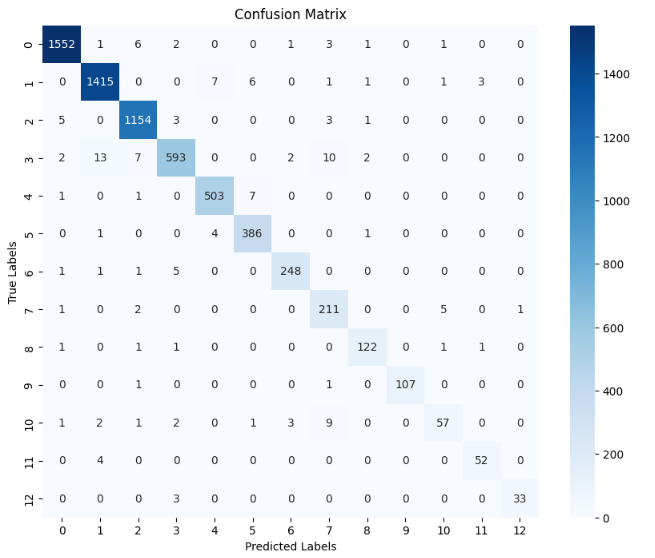 Confusion Matrix
True Labels
0 1552 1 6 2 0 0 1 3 1 0 1 0 0
1 0 1415 0 0 7 6 0 1 1 0 1 3 0
2 5 0 1154 3 0 0 0 3 1 0 0 0 0
3 2 13 7 593 0 0 2 10 2 0 0 0 0
4 1 0 1 0 503 7 0 0 0 0 0 0 0
5 0 1 0 0 4 386 0 0 1 0 0 0 0
6 1 1 1 5 0 0 248 0 0 0 0 0 0
7 1 0 2 0 0 0 0 211 0 0 5 0 1
8 1 0 1 1 0 0 0 0 122 0 1 1 0
9 0 0 1 0 0 0 0 1 0 107 0 0 0
10 1 2 1 2 0 1 3 9 0 0 57 0 0
11 0 4 0 0 0 0 0 0 0 0 0 52 0
12 0 0 0 3 0 0 0 0 0 0 0 0 33
0 1 2 3 4 5 6 7 8 9 10 11 12
Predicted Labels
1400
1200
1000
800
600
400
200
0